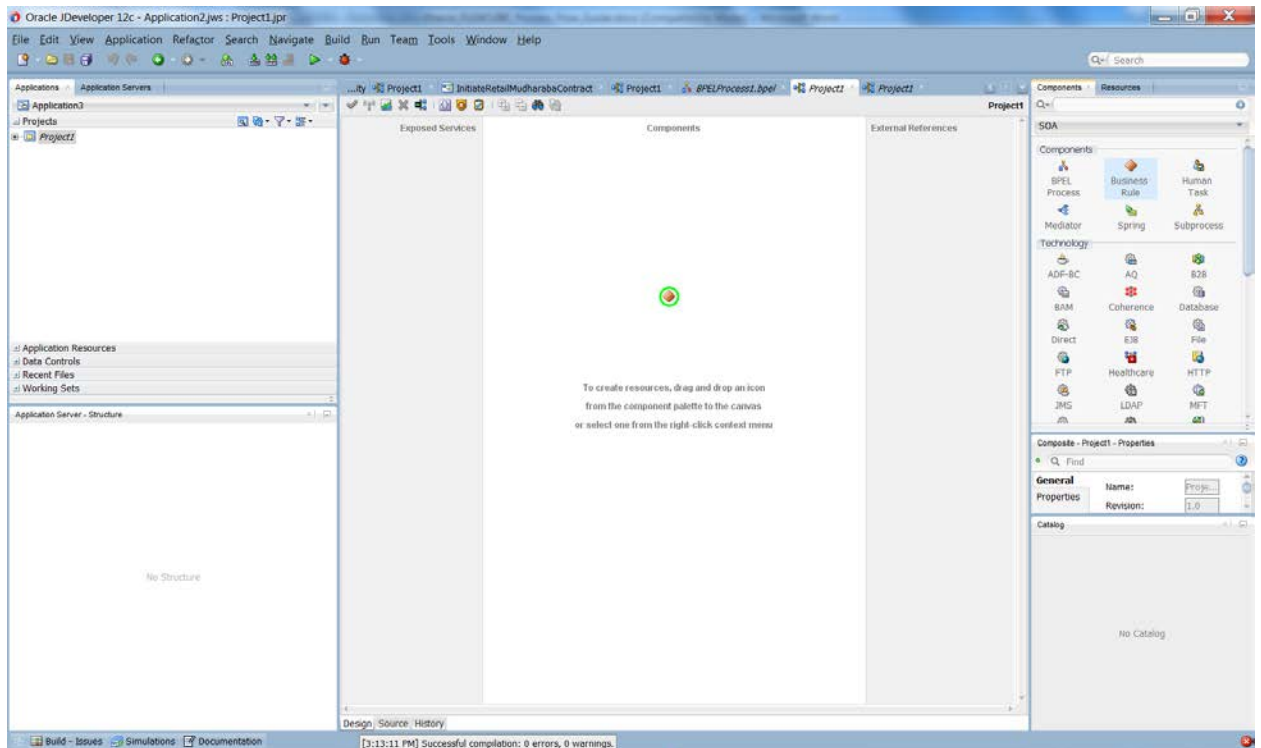 Oracle JDeveloper 12c - Application2.jws : Project1.jpr
File Edit View Application Refactor Search Navigate Build Run Team Tools Window Help
Search
Applications Application Servers
Application3
Projects
Project1
Application Resources
Data Controls
Recent Files
Working Sets
Application Server - Structure
No Structure
...ity Project1 InitiateRetailMudharabaContract Project1 BPELProcess1.bpel Project1 Project1
Project1
Exposed Services Components External References
To create resources, drag and drop an icon
from the component palette to the canvas
or select one from the right-click context menu
Design Source History
Components Resources
SOA
Components
BPEL Process Business Rule Human Task
Mediator Spring Subprocess
Technology
ADF-BC AQ B2B
BAM Coherence Database
Direct EJB File
FTP Healthcare HTTP
JMS LDAP MFT
Composite - Project1 - Properties
Find
General
Properties
Name: Proje...
Revision: 1.0
Catalog
No Catalog
Build - Issues Simulations Documentation
[3:13:11 PM] Successful compilation: 0 errors, 0 warnings.